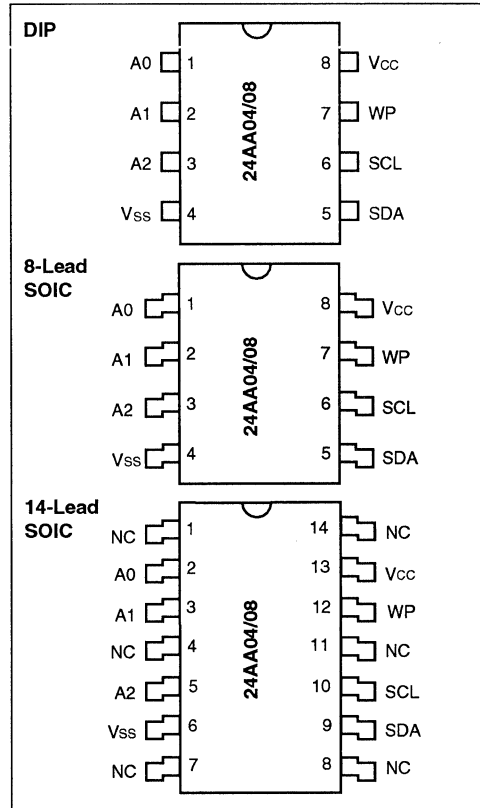 DIP
A0 1 8 VCC
A1 2 7 WP
A2 3 6 SCL
VSS 4 5 SDA
24AA04/08
8-Lead
SOIC
A0 1 8 VCC
A1 2 7 WP
A2 3 6 SCL
VSS 4 5 SDA
24AA04/08
14-Lead
SOIC
NC 1 14 NC
A0 2 13 VCC
A1 3 12 WP
NC 4 11 NC
A2 5 10 SCL
VSS 6 9 SDA
NC 7 8 NC
24AA04/08